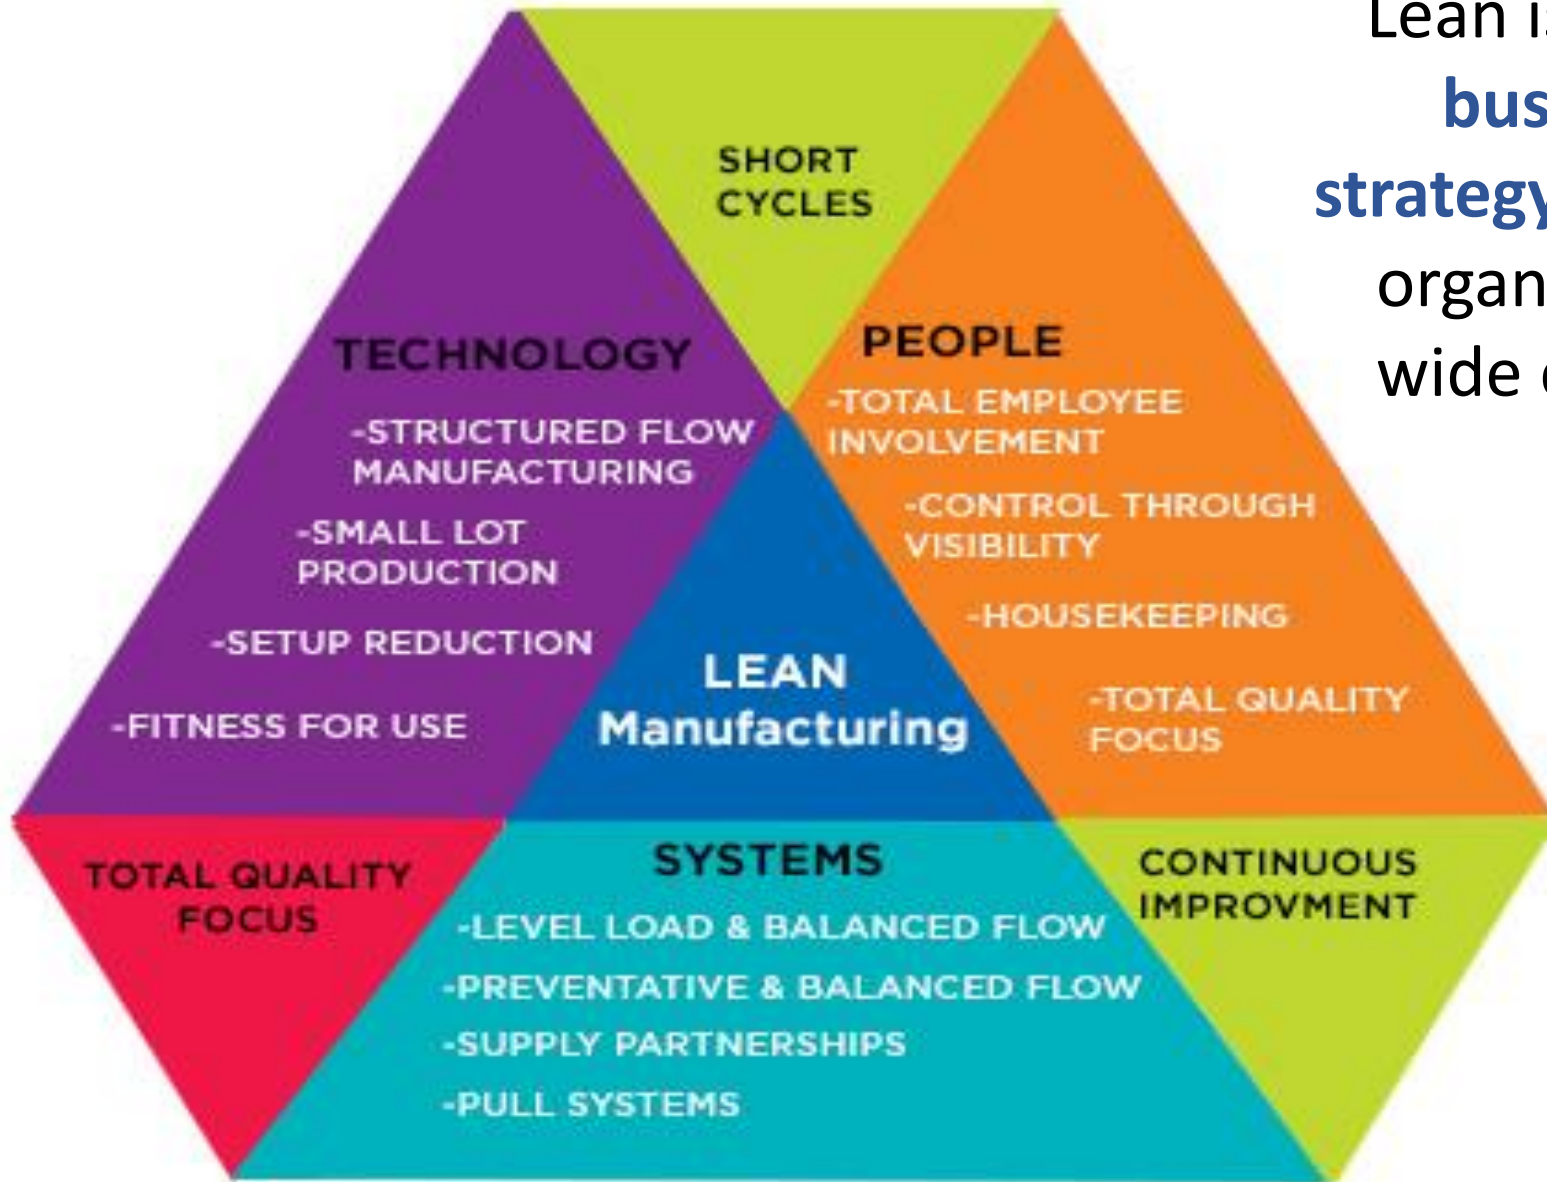 Lean is
bus
strategy
organ
wide
SHORT
CYCLES
TECHNOLOGY
-STRUCTURED FLOW
MANUFACTURING
-SMALL LOT
PRODUCTION
-SETUP REDUCTION
-FITNESS FOR USE
PEOPLE
-TOTAL EMPLOYEE
INVOLVEMENT
-CONTROL THROUGH
VISIBILITY
-HOUSEKEEPING
-TOTAL QUALITY
FOCUS
LEAN
Manufacturing
TOTAL QUALITY
FOCUS
SYSTEMS
-LEVEL LOAD & BALANCED FLOW
-PREVENTATIVE & BALANCED FLOW
-SUPPLY PARTNERSHIPS
-PULL SYSTEMS
CONTINUOUS
IMPROVMENT